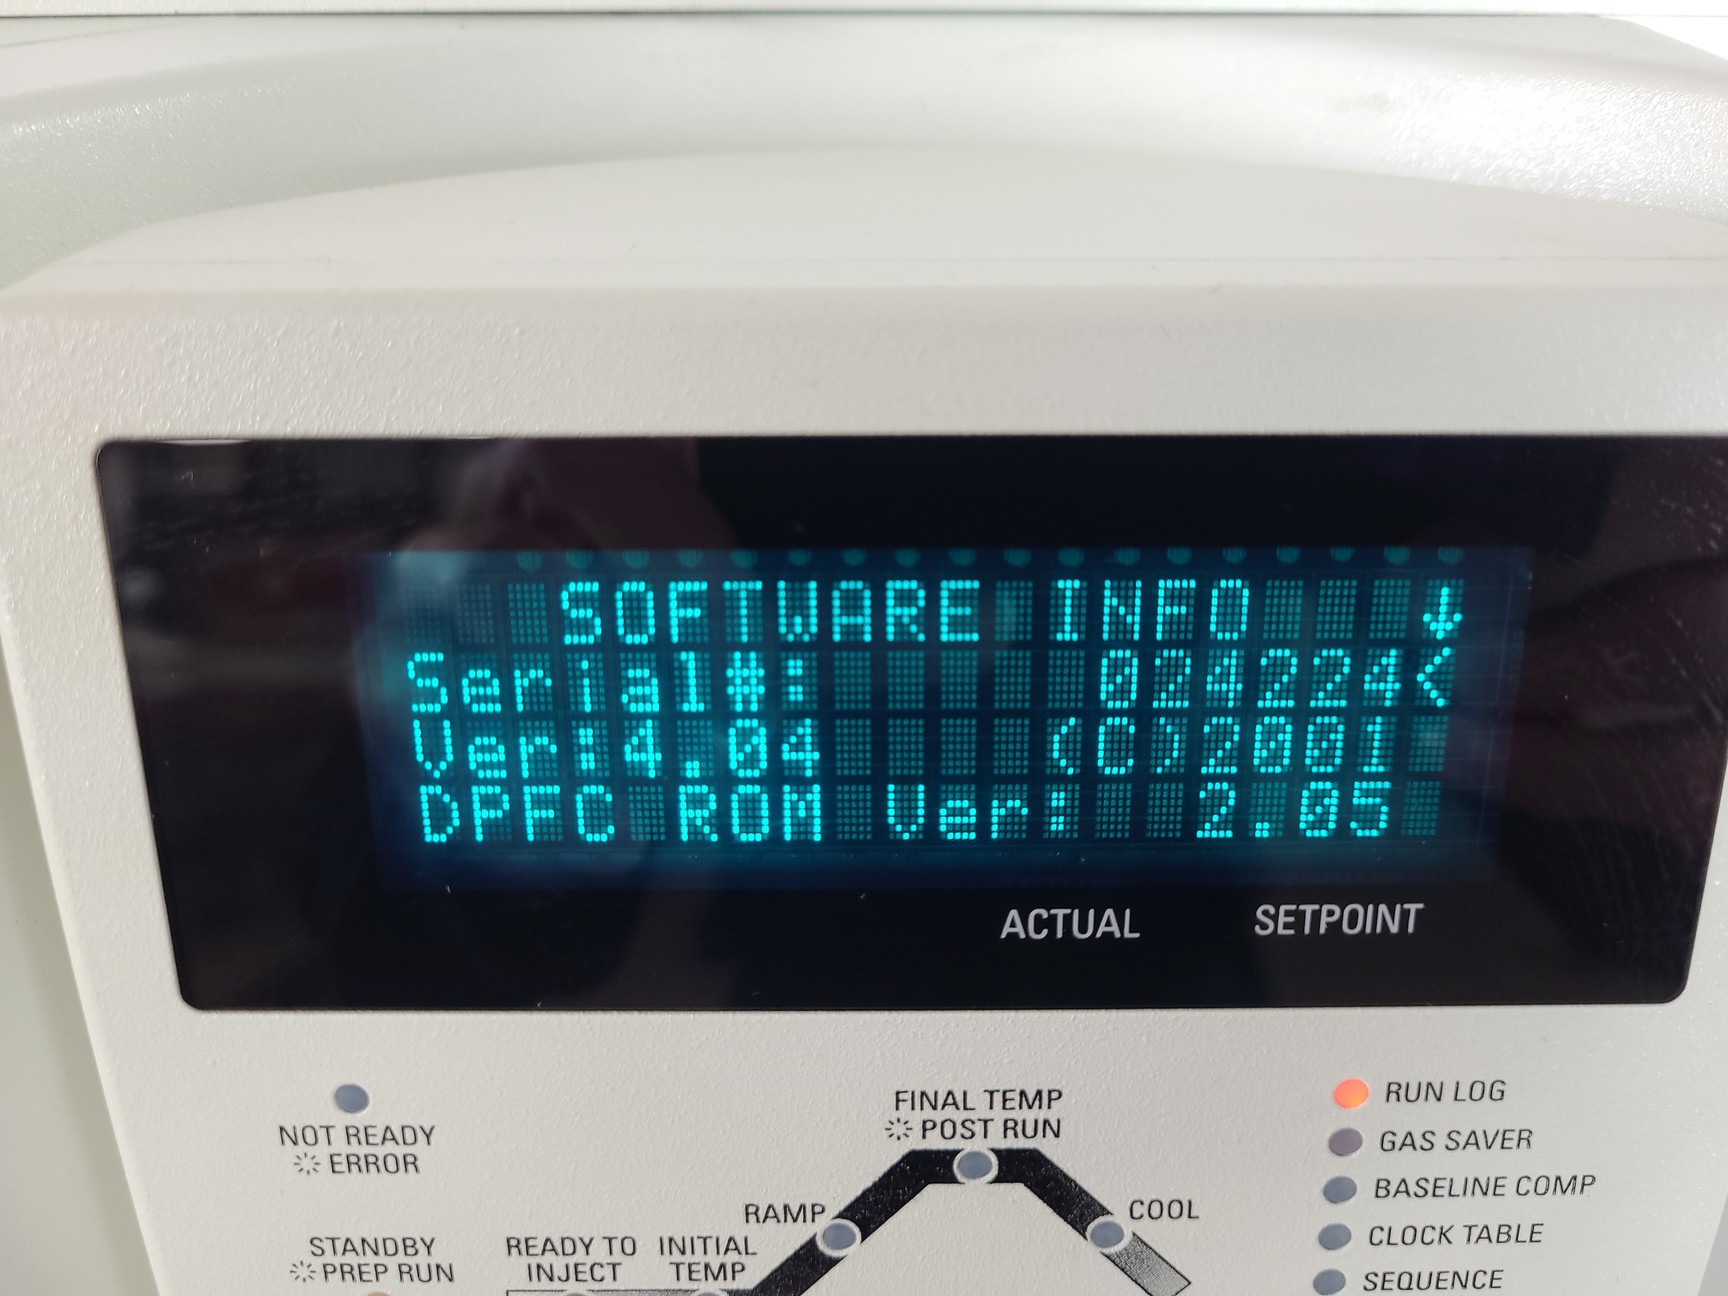 SOFTWARE INFO ↓
Serial#: 024224<
Ver:4.04 (C)2001
DPFC ROM Ver: 2.05
ACTUAL SETPOINT
NOT READY
ERROR
FINAL TEMP
POST RUN
RAMP
COOL
STANDBY
PREP RUN
READY TO
INJECT
INITIAL
TEMP
RUN LOG
GAS SAVER
BASELINE COMP
CLOCK TABLE
SEQUENCE